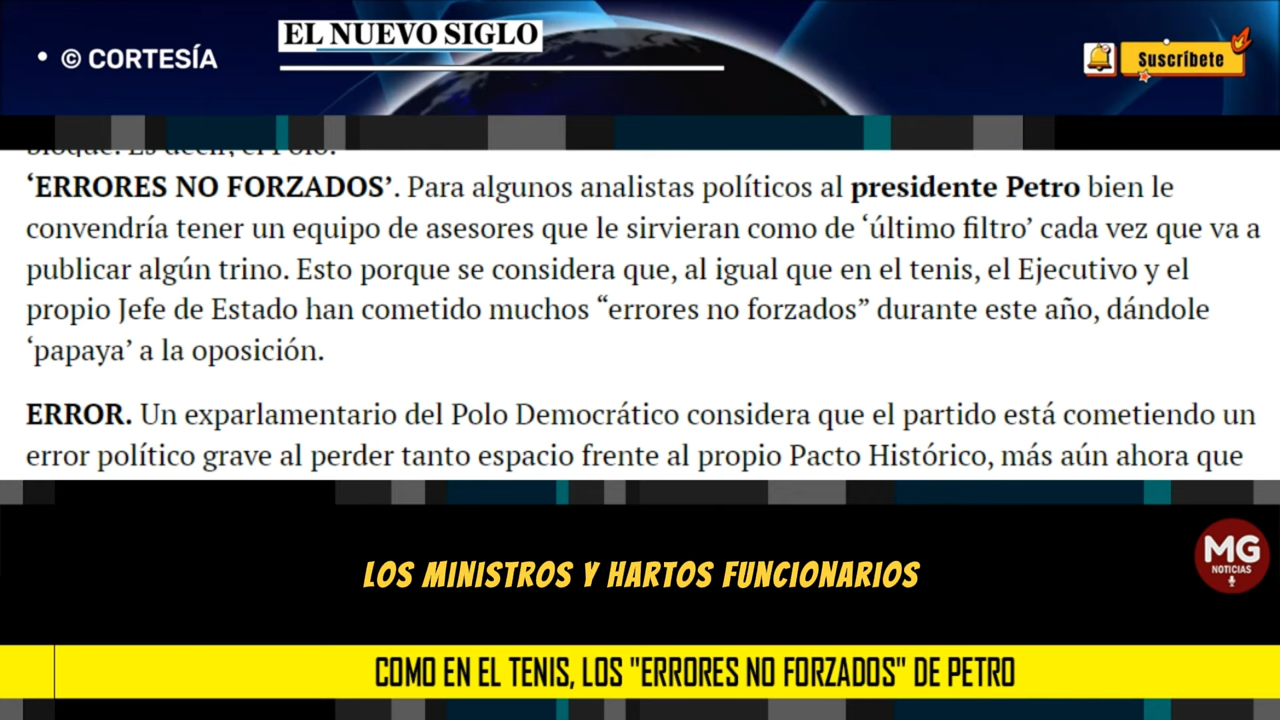 • © CORTESÍA
EL NUEVO SIGLO
Suscríbete
bloque. Es decir, el Polo.
‘ERRORES NO FORZADOS’. Para algunos analistas políticos al presidente Petro bien le
convendría tener un equipo de asesores que le sirvieran como de ‘último filtro’ cada vez que va a
publicar algún trino. Esto porque se considera que, al igual que en el tenis, el Ejecutivo y el
propio Jefe de Estado han cometido muchos “errores no forzados” durante este año, dándole
‘papaya’ a la oposición.
ERROR. Un exparlamentario del Polo Democrático considera que el partido está cometiendo un
error político grave al perder tanto espacio frente al propio Pacto Histórico, más aún ahora que
MG
NOTICIAS
LOS MINISTROS Y HARTOS FUNCIONARIOS
COMO EN EL TENIS, LOS "ERRORES NO FORZADOS" DE PETRO